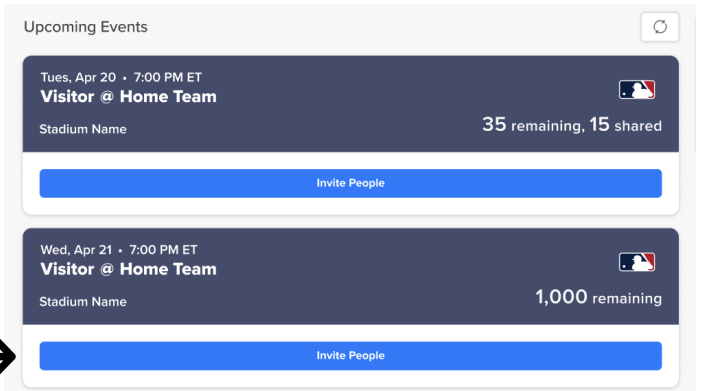 Upcoming Events
Tues, Apr 20 • 7:00 PM ET
Visitor @ Home Team
Stadium Name
35 remaining, 15 shared
Invite People
Wed, Apr 21 • 7:00 PM ET
Visitor @ Home Team
Stadium Name
1,000 remaining
Invite People